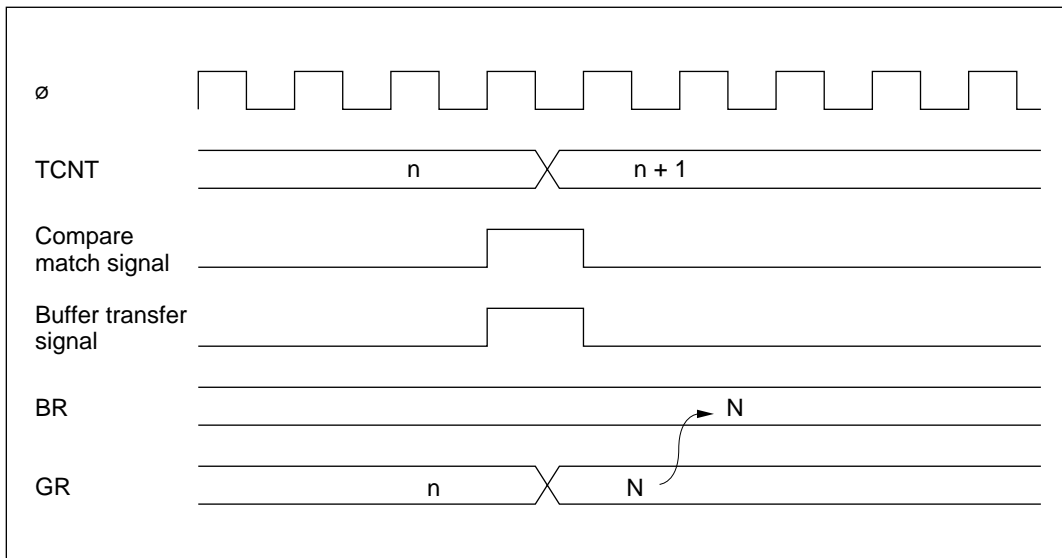 ø
TCNT
n
n + 1
Compare
match signal
Buffer transfer
signal
BR
N
GR
n
N